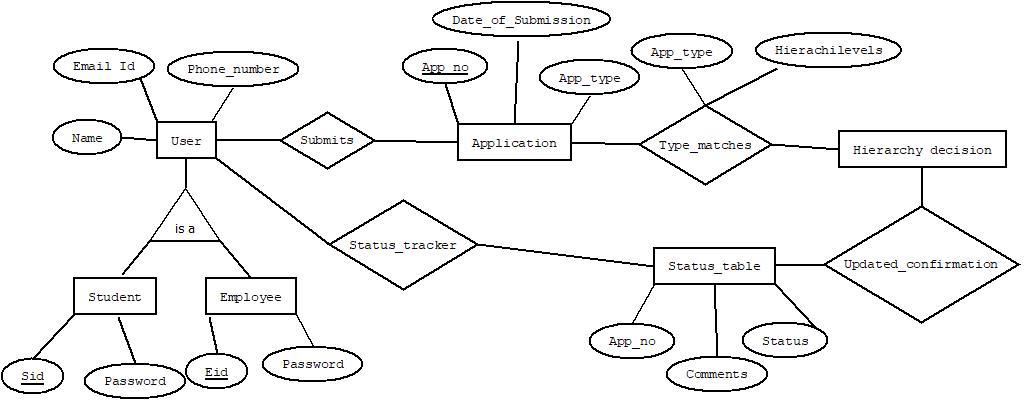 Date_of_Submission
Email Id
Phone_number
App_no
App_type
App_type
Hierachilevels
Name
User
Submits
Application
Type_matches
Hierarchy decision
is a
Status_tracker
Status_table
Updated_confirmation
Student
Employee
App_no
Status
Comments
Sid
Password
Eid
Password